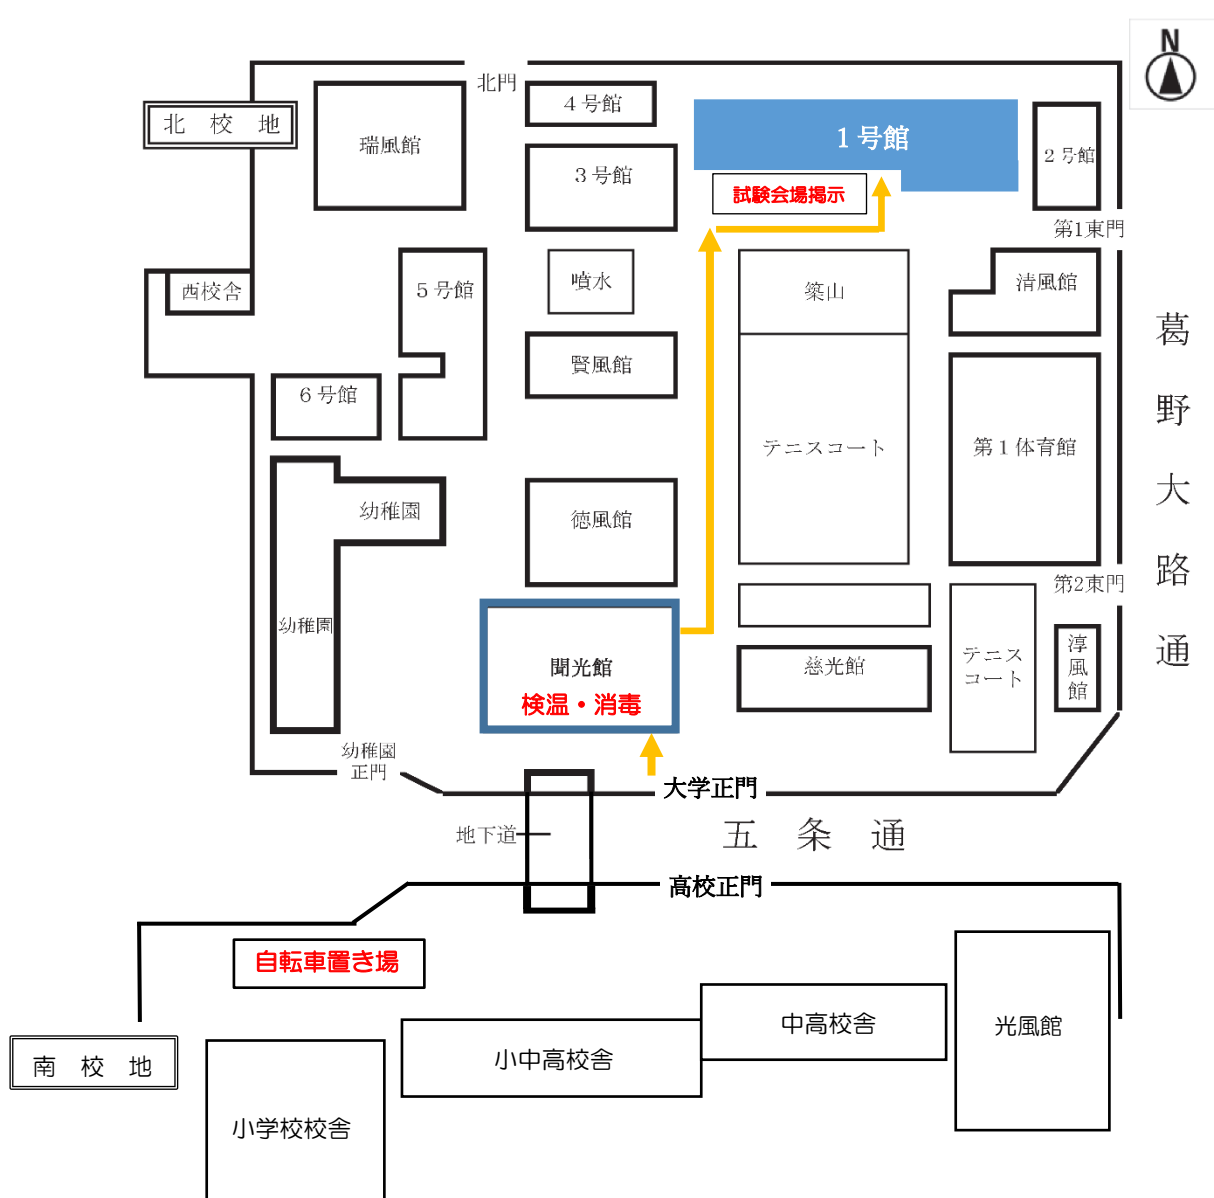 N
北門
北 校 地
瑞風館
4号館
1号館
2号館
3号館
試験会場掲示
第1東門
西校舎
5号館
噴水
築山
清風館
葛野大路通
賢風館
6号館
テニスコート
第1体育館
幼稚園
徳風館
第2東門
幼稚園
聞光館
検温・消毒
慈光館
テニス
コート
淳風館
幼稚園
正門
大学正門
地下道
五 条 通
高校正門
自転車置き場
南 校 地
小学校校舎
小中高校舎
中高校舎
光風館